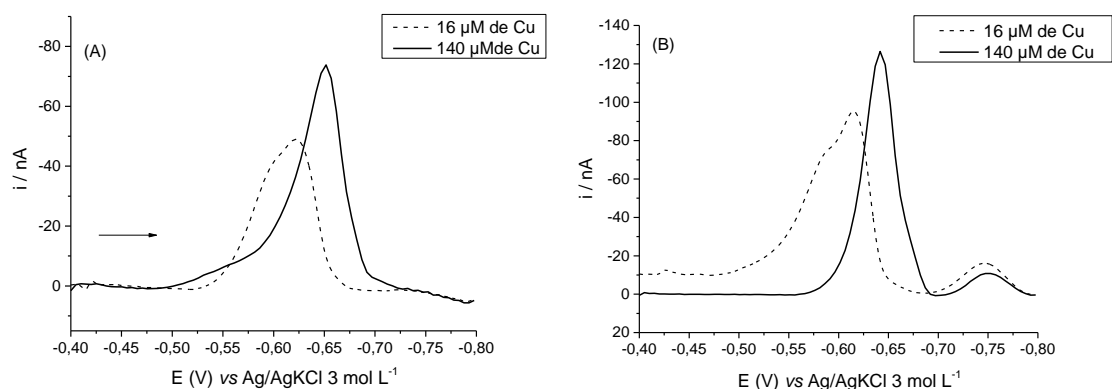 (A)
16 µM de Cu
140 µMde Cu
-80
-60
-40
-20
0
i / nA
-0,40 -0,45 -0,50 -0,55 -0,60 -0,65 -0,70 -0,75 -0,80
E (V) vs Ag/AgKCl 3 mol L-1
(B)
16 µM de Cu
140 µM de Cu
-140
-120
-100
-80
-60
-40
-20
0
20
i / nA
-0,40 -0,45 -0,50 -0,55 -0,60 -0,65 -0,70 -0,75 -0,80
E (V) vs Ag/AgKCl 3 mol L-1